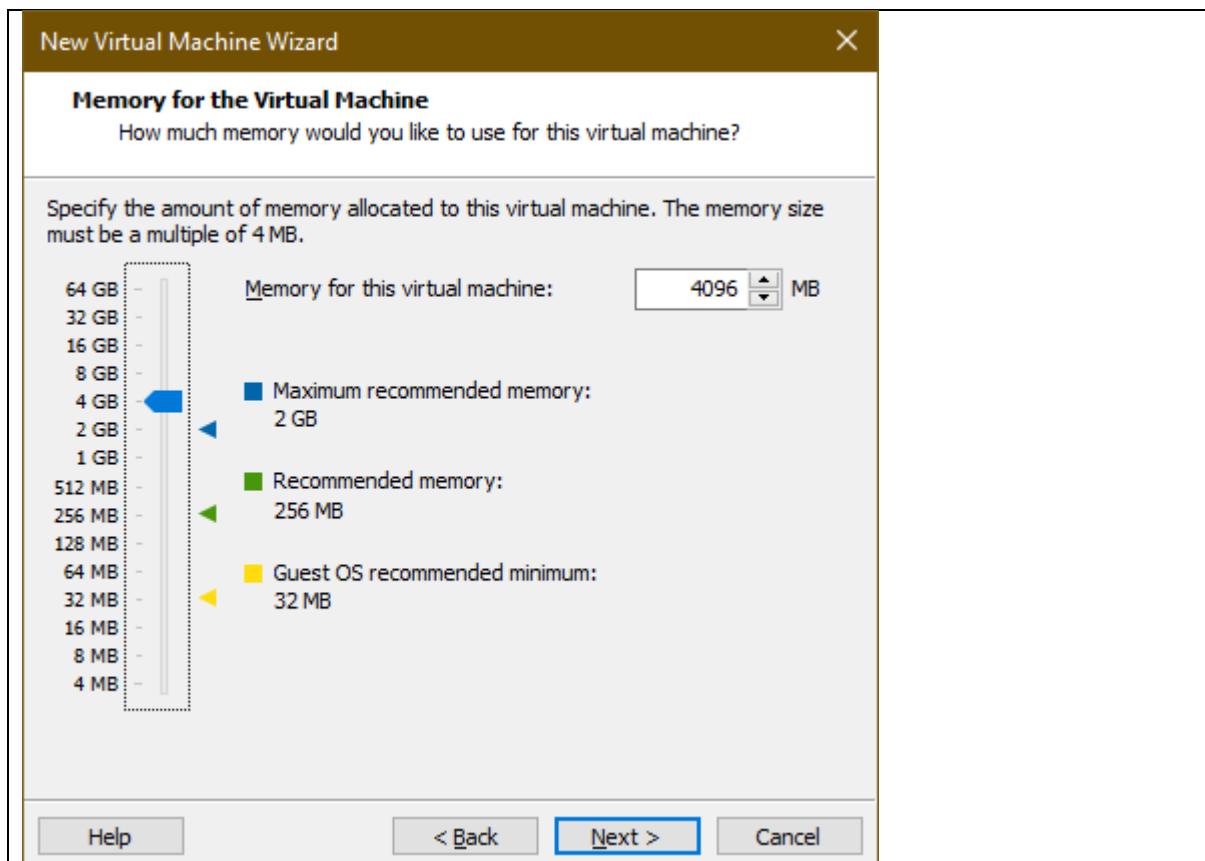 New Virtual Machine Wizard
Memory for the Virtual Machine
How much memory would you like to use for this virtual machine?
Specify the amount of memory allocated to this virtual machine. The memory size
must be a multiple of 4 MB.
64 GB
32 GB
16 GB
8 GB
4 GB
2 GB
1 GB
512 MB
256 MB
128 MB
64 MB
32 MB
16 MB
8 MB
4 MB
Memory for this virtual machine: 4096 MB
Maximum recommended memory:
2 GB
Recommended memory:
256 MB
Guest OS recommended minimum:
32 MB
Help < Back Next > Cancel